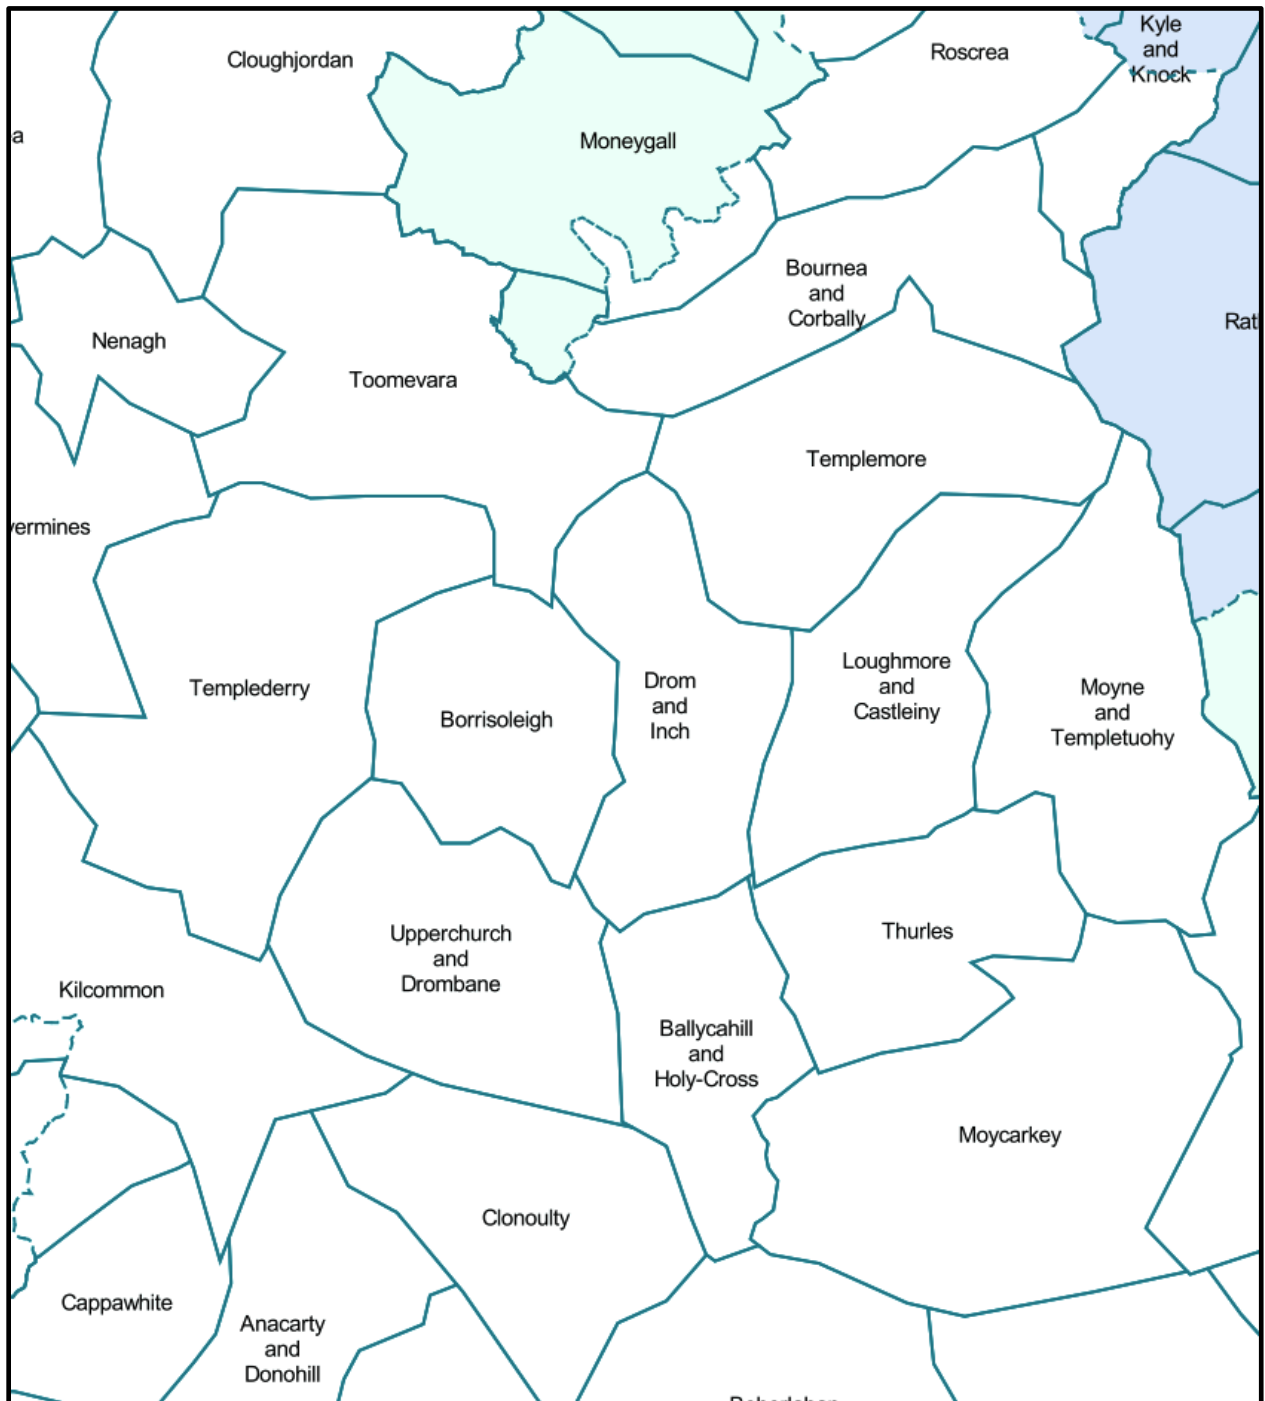 Kyle
and
Knock
Cloughjordan
Roscrea
a
Moneygall
Bournea
and
Corbally
Rat
Nenagh
Toomevara
Templemore
vermines
Loughmore
and
Castleiny
Drom
and
Inch
Templederry
Moyne
and
Templetuohy
Borrisoleigh
Thurles
Upperchurch
and
Drombane
Kilcommon
Ballycahill
and
Holy-Cross
Moycarkey
Clonoulty
Cappawhite
Anacarty
and
Donohill